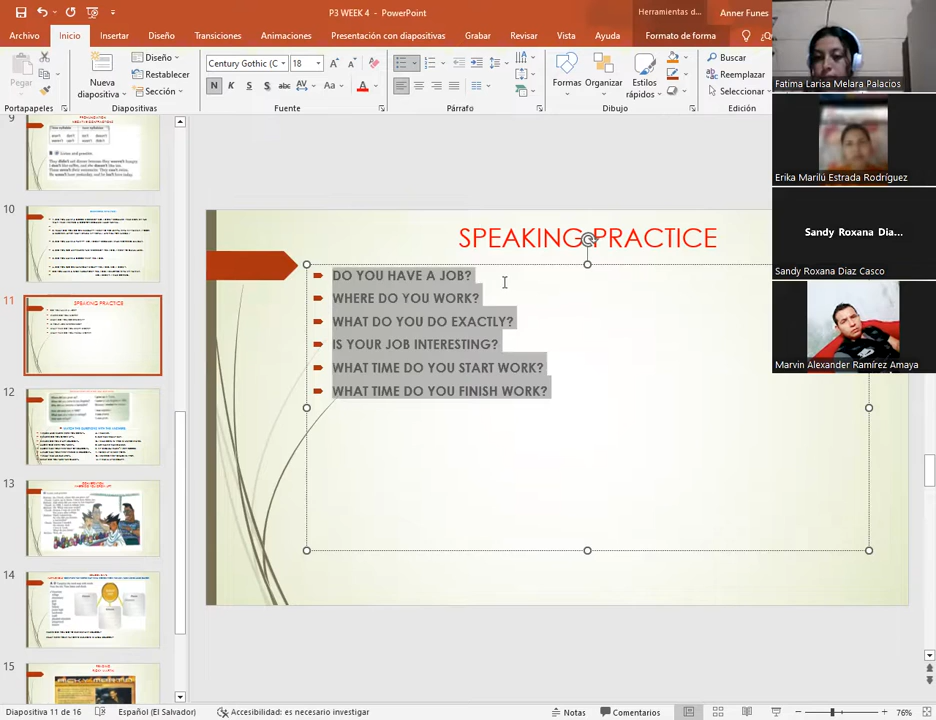 P3 WEEK 4 - PowerPoint
Herramientas d...
Anner Funes
Archivo
Inicio
Insertar
Diseño
Transiciones
Animaciones
Presentación con diapositivas
Grabar
Revisar
Vista
Ayuda
Formato de forma
Pegar
Nueva diapositiva
Diseño
Restablecer
Sección
Century Gothic (C
18
N K S abc AV Aa A
Formas
Organizar
Estilos rápidos
Buscar
Reemplazar
Seleccionar
Portapapeles
Diapositivas
Fuente
Párrafo
Dibujo
Edición
Fatima Larisa Melara Palacios
Erika Marilú Estrada Rodríguez
Sandy Roxana Dia...
Sandy Roxana Diaz Casco
Marvin Alexander Ramírez Amaya
9
10
11
SPEAKING PRACTICE
12
13
14
15
SPEAKING PRACTICE
DO YOU HAVE A JOB?
WHERE DO YOU WORK?
WHAT DO YOU DO EXACTLY?
IS YOUR JOB INTERESTING?
WHAT TIME DO YOU START WORK?
WHAT TIME DO YOU FINISH WORK?
Diapositiva 11 de 16
Español (El Salvador)
Accesibilidad: es necesario investigar
Notas
Comentarios
76%